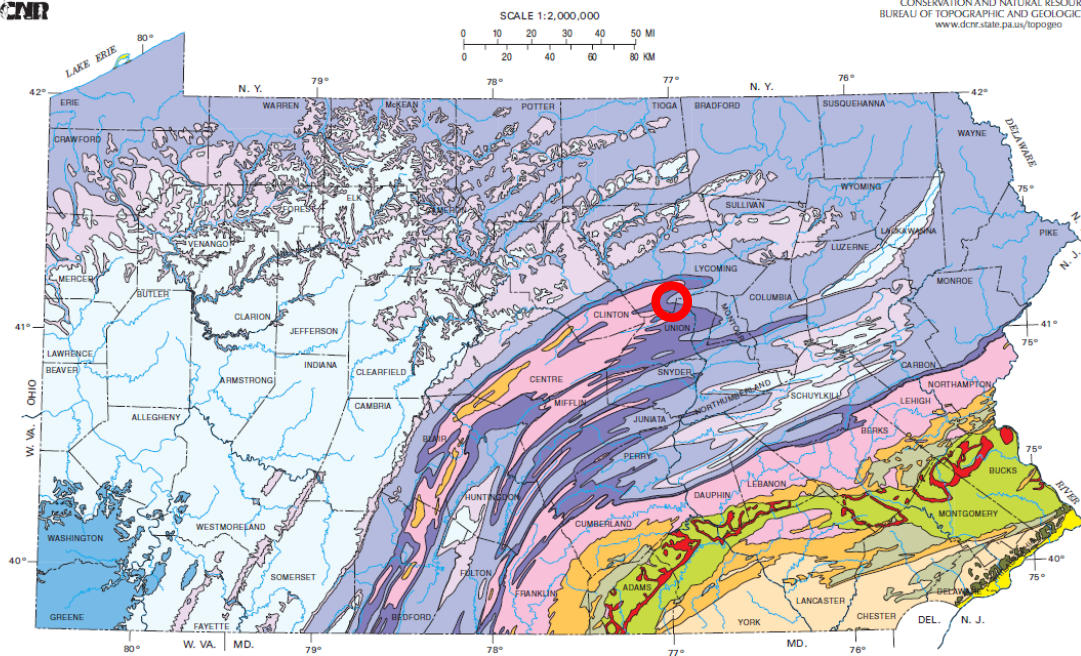 CNR
CONSERVATION AND NATURAL RESOUR
BUREAU OF TOPOGRAPHIC AND GEOLOGIC
www.dcnr.state.pa.us/topogeo
SCALE 1:2,000,000
0 10 20 30 40 50 MI
0 20 40 60 80 KM
LAKE ERIE
80°
79°
78°
77°
76°
N. Y.
N. Y.
42°
42°
ERIE
WARREN
McKEAN
POTTER
TIOGA
BRADFORD
SUSQUEHANNA
WAYNE
DELAWARE
CRAWFORD
75°
WYOMING
ELK
FOREST
CAMERON
SULLIVAN
LACKAWANNA
PIKE
N.
N. J.
VENANGO
LUZERNE
MERCER
LYCOMING
MONROE
BUTLER
CLARION
CLINTON
COLUMBIA
MONTO
UNION
41°
41°
75°
JEFFERSON
LAWRENCE
BEAVER
INDIANA
CLEARFIELD
CENTRE
SNYDER
CARBON
NORTHAMPTON
ARMSTRONG
MIFFLIN
NORTHUMBERLAND
SCHUYLKILL
LEHIGH
OHIO
W. VA.
ALLEGHENY
CAMBRIA
JUNIATA
BERKS
BLAIR
PERRY
75°
BUCKS
HUNTINGDON
DAUPHIN
LEBANON
RIVER
WESTMORELAND
CUMBERLAND
MONTGOMERY
WASHINGTON
40°
40°
75°
SOMERSET
FULTON
FRANKLIN
ADAMS
LANCASTER
CHESTER
DELAWARE
GREENE
FAYETTE
BEDFORD
YORK
80°
W. VA.
MD.
79°
78°
77°
MD.
76°
DEL.
N. J.